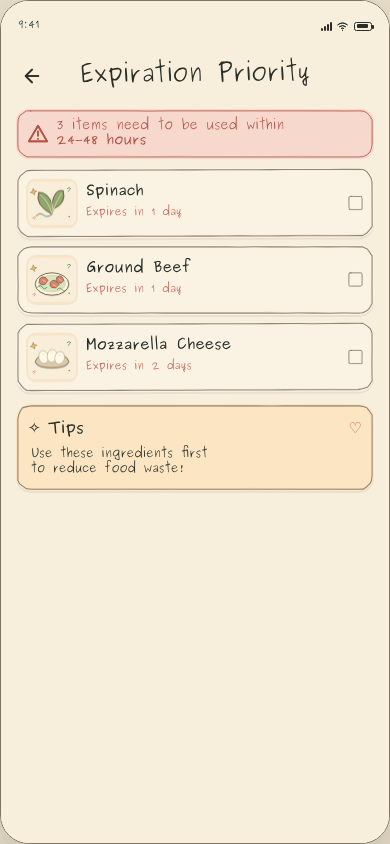 9:41
Expiration Priority
3 items need to be used within
24-48 hours
Spinach
Expires in 1 day
Ground Beef
Expires in 1 day
Mozzarella Cheese
Expires in 2 days
Tips
Use these ingredients first
to reduce food waste!